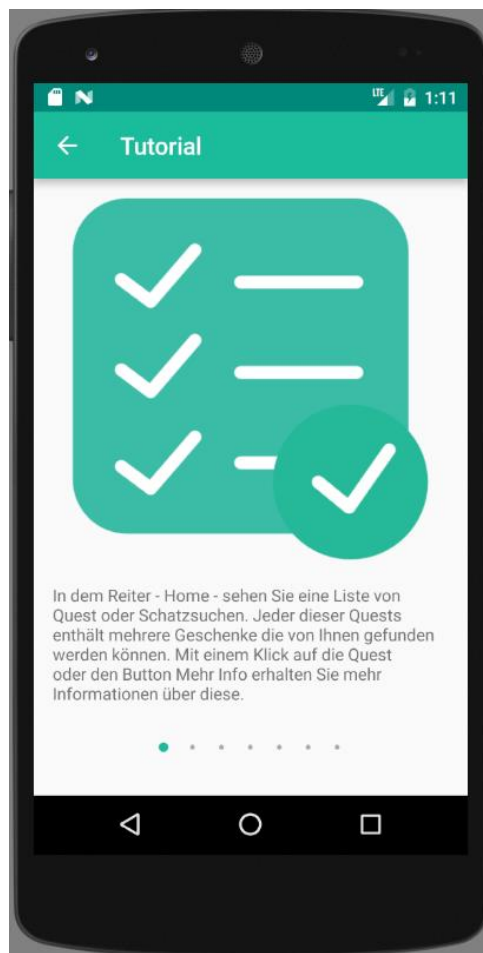 LTE 1:11
Tutorial
In dem Reiter - Home - sehen Sie eine Liste von
Quest oder Schatzsuchen. Jeder dieser Quests
enthält mehrere Geschenke die von Ihnen gefunden
werden können. Mit einem Klick auf die Quest
oder den Button Mehr Info erhalten Sie mehr
Informationen über diese.